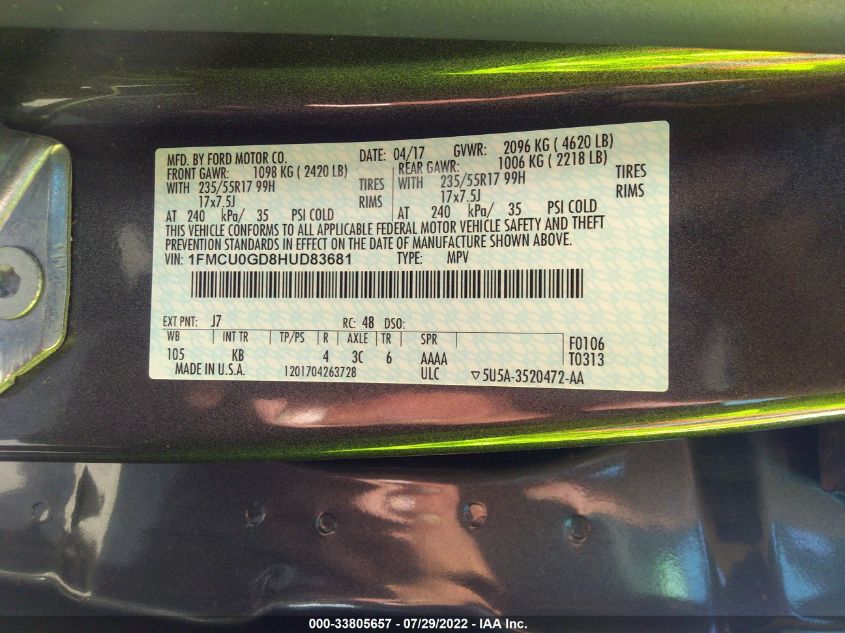 MFD. BY FORD MOTOR CO. DATE: 04/17 GVWR: 2096 KG ( 4620 LB)
FRONT GAWR: 1098 KG ( 2420 LB) REAR GAWR: 1006 KG ( 2218 LB)
WITH 235/55R17 99H TIRES WITH 235/55R17 99H TIRES
17x7.5J RIMS 17x7.5J RIMS
AT 240 kPa/ 35 PSI COLD AT 240 kPa/ 35 PSI COLD
THIS VEHICLE CONFORMS TO ALL APPLICABLE FEDERAL MOTOR VEHICLE SAFETY AND THEFT
PREVENTION STANDARDS IN EFFECT ON THE DATE OF MANUFACTURE SHOWN ABOVE.
VIN: 1FMCU0GD8HUD83681 TYPE: MPV
EXT PNT: J7 RC: 48 DSO:
WB INT TR TP/PS R AXLE TR SPR F0106
105 KB 4 3C 6 AAAA T0313
MADE IN U.S.A. 1201704263728 ULC ▽5U5A-3520472-AA
000-33805657 - 07/29/2022 - IAA Inc.